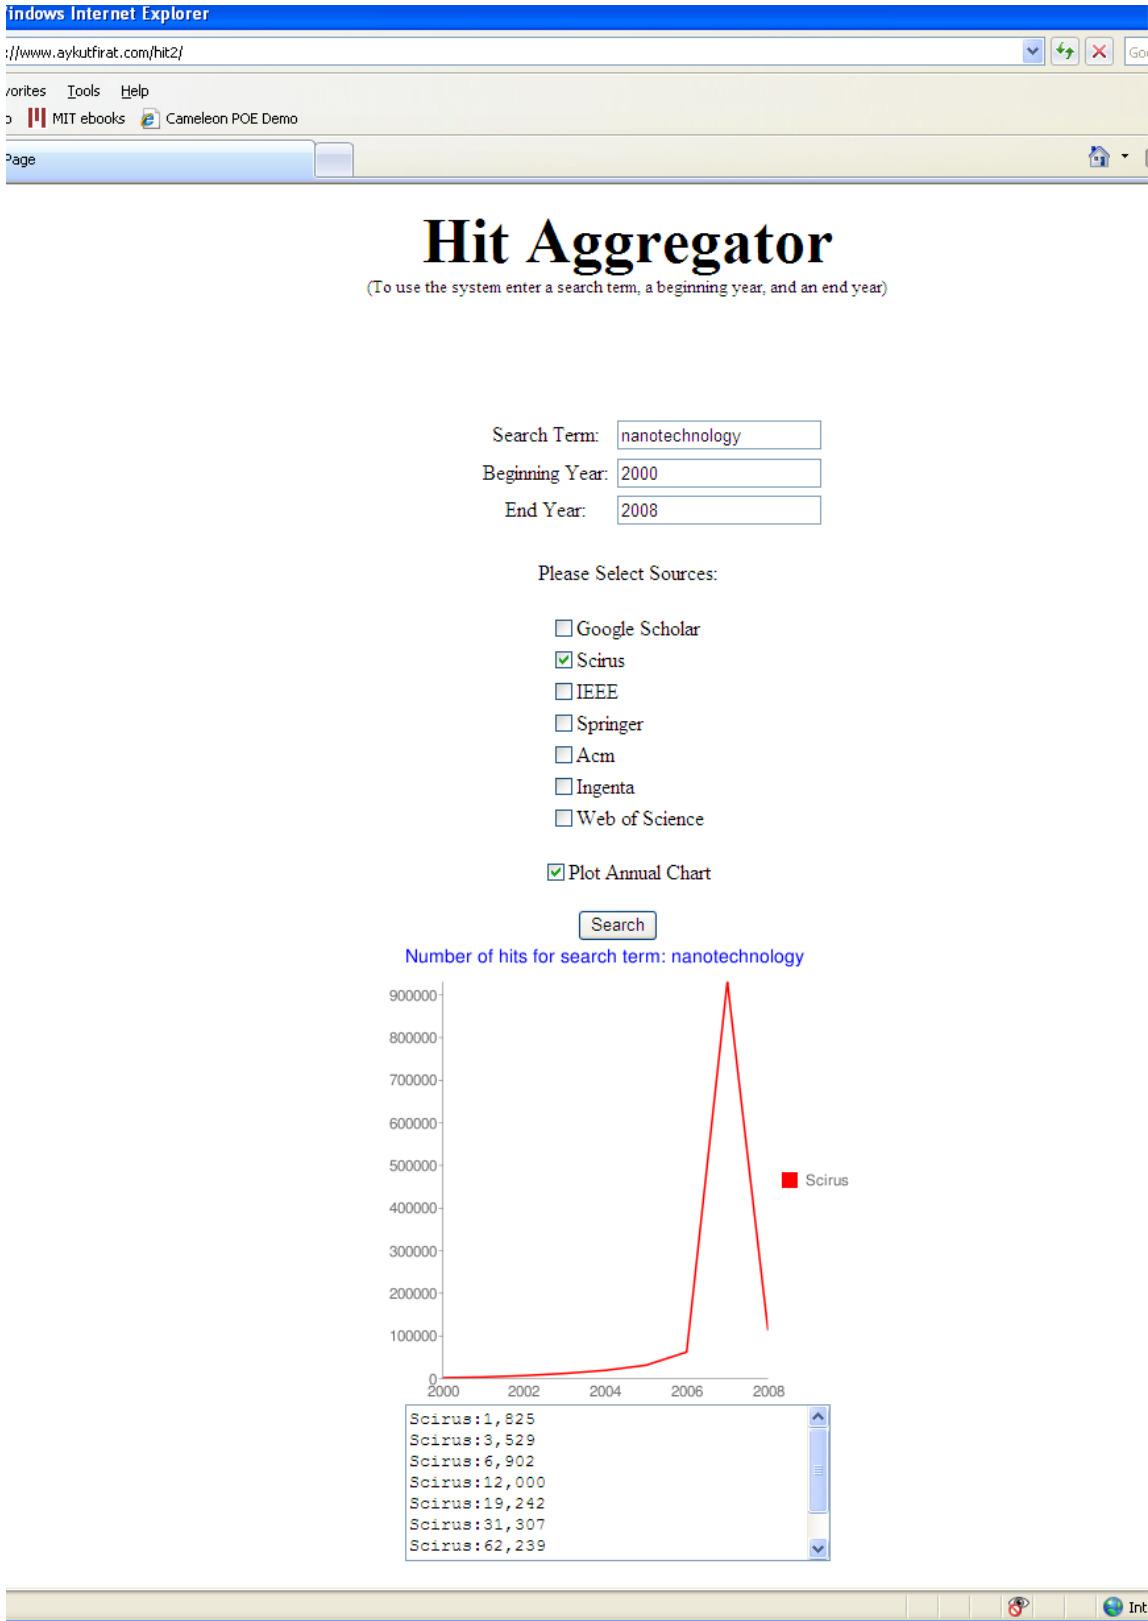 Windows Internet Explorer
://www.aykutfirat.com/hit2/
Goo
vorites Tools Help
MIT ebooks Cameleon POE Demo
Page
Hit Aggregator
(To use the system enter a search term, a beginning year, and an end year)
Search Term: nanotechnology
Beginning Year: 2000
End Year: 2008
Please Select Sources:
Google Scholar
Scirus
IEEE
Springer
Acm
Ingenta
Web of Science
Plot Annual Chart
Search
Number of hits for search term: nanotechnology
900000
800000
700000
600000
500000
Scirus
400000
300000
200000
100000
0
2000 2002 2004 2006 2008
Scirus:1,825
Scirus:3,529
Scirus:6,902
Scirus:12,000
Scirus:19,242
Scirus:31,307
Scirus:62,239
Int